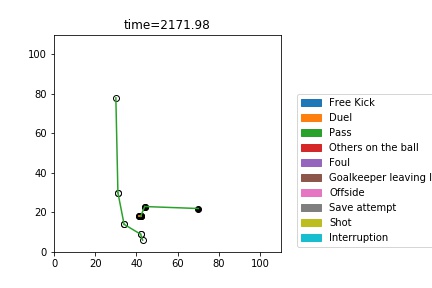 time=2171.98
100
80
60
40
20
0
0 20 40 60 80 100
Free Kick
Duel
Pass
Others on the ball
Foul
Goalkeeper leaving l
Offside
Save attempt
Shot
Interruption